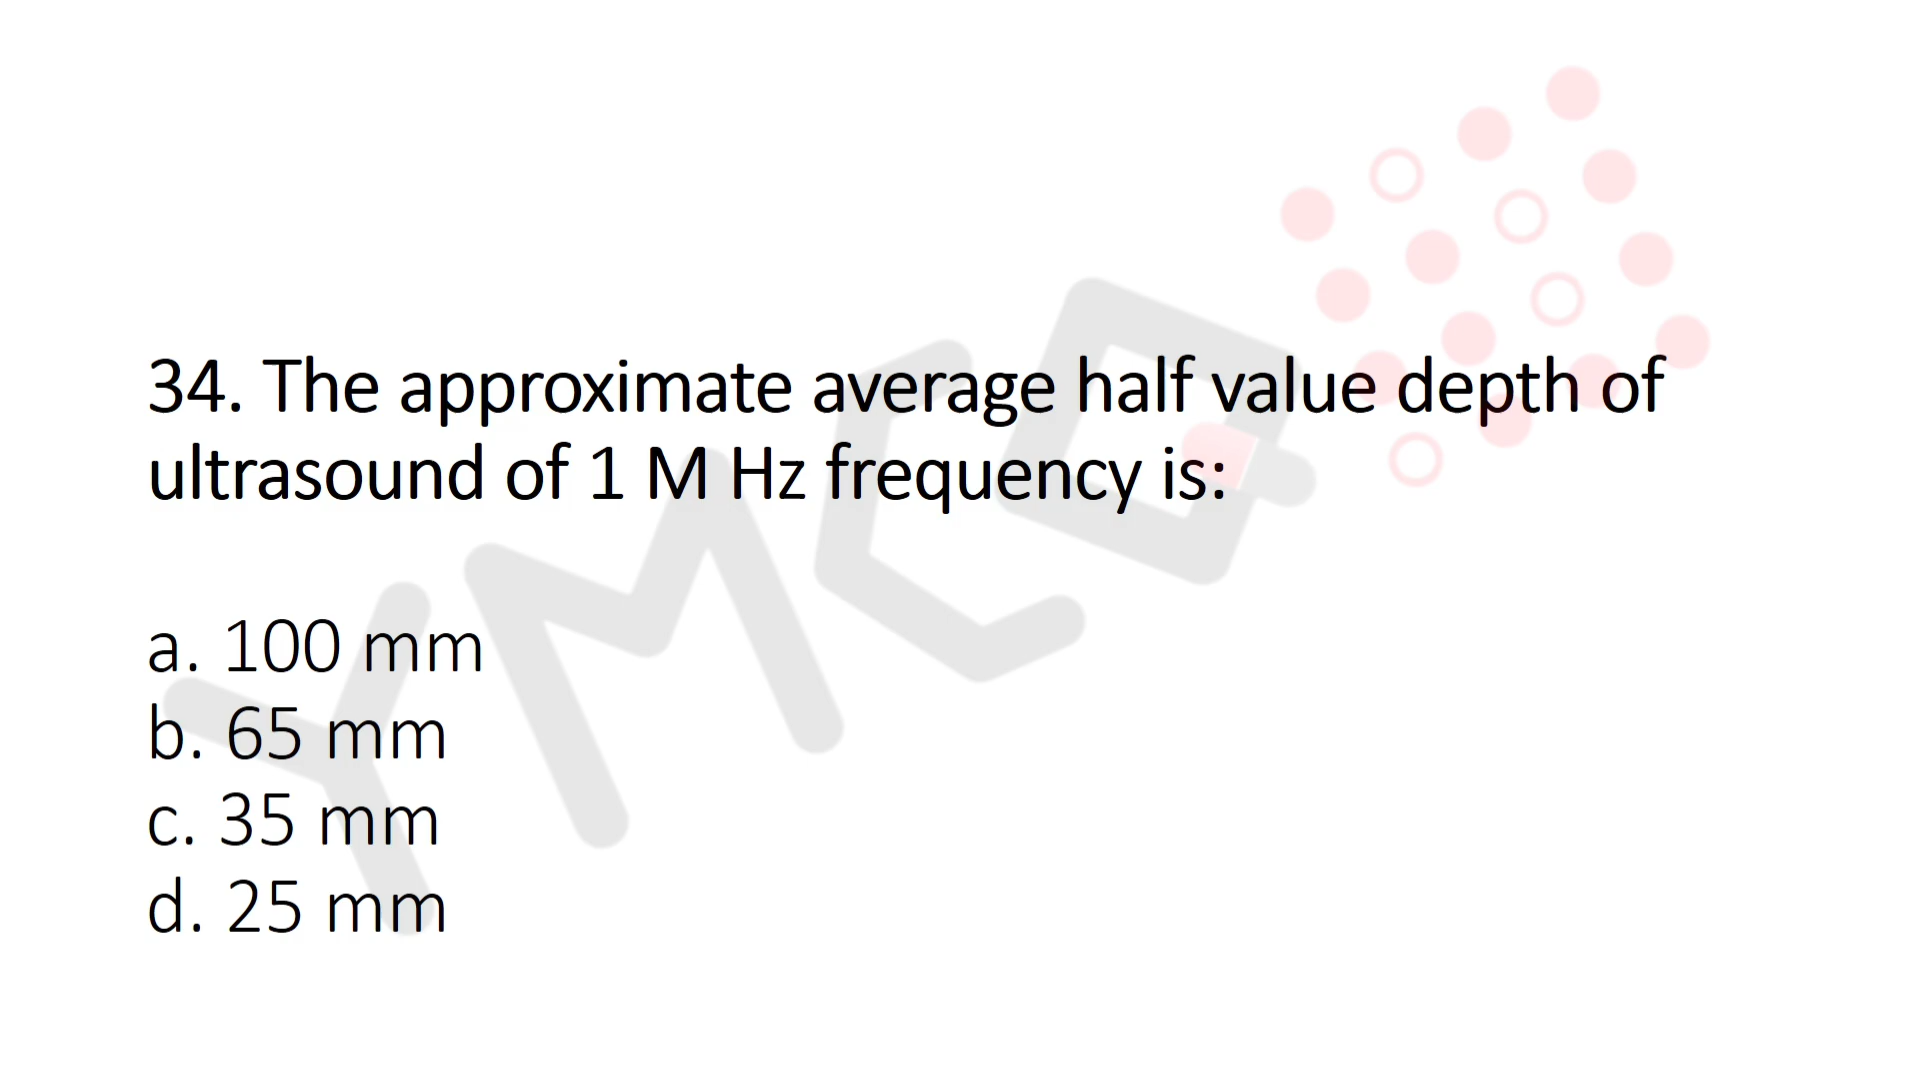 34. The approximate average half value depth of
ultrasound of 1 M Hz frequency is:
a. 100 mm
b. 65 mm
c. 35 mm
d. 25 mm
YMCQ